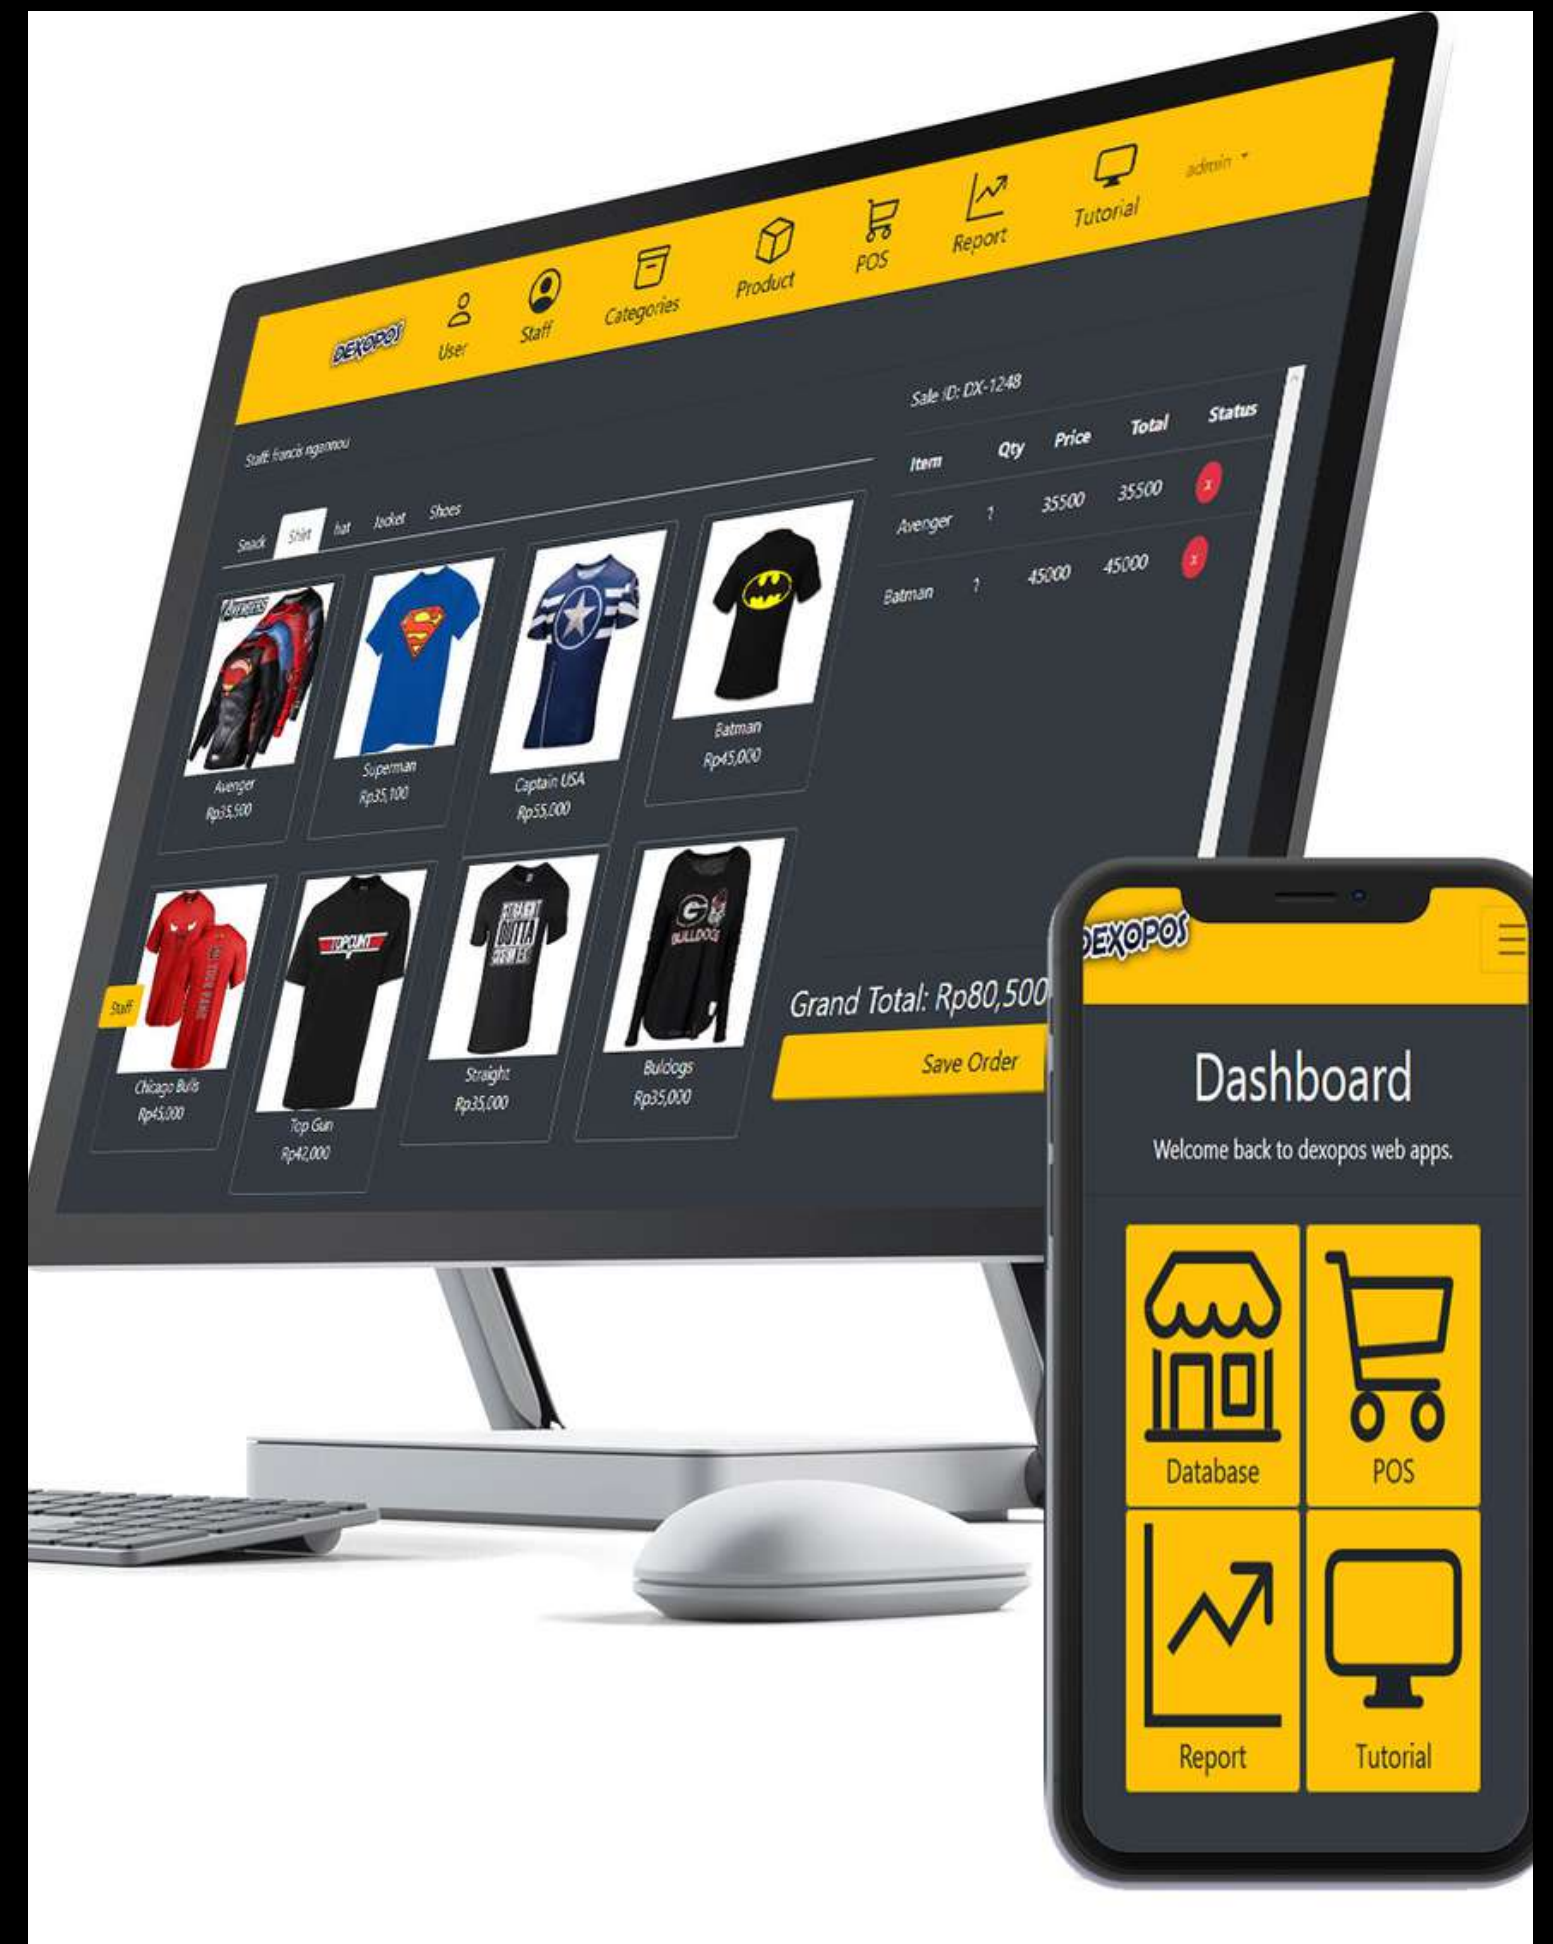 DEXOPOS
User
Staff
Categories
Product
POS
Report
Tutorial
admin
Staff: francis ngannou
Snack
Shirt
hat
Jacket
Shoes
AVENGERS
Avenger
Rp35,500
Superman
Rp35,100
Captain USA
Rp55,000
Batman
Rp45,000
Staff
Chicago Bulls
Rp45,000
Top Gun
Rp42,000
STRAIGHT
OUTTA
Straight
Rp35,000
G
BULLDOGS
Buldogs
Rp35,000
Sale ID: DX-1248
Item Qty Price Total Status
Avenger 1 35500 35500 x
Batman 1 45000 45000 x
Grand Total: Rp80,500
Save Order
DEXOPOS
Dashboard
Welcome back to dexopos web apps.
Database
POS
Report
Tutorial